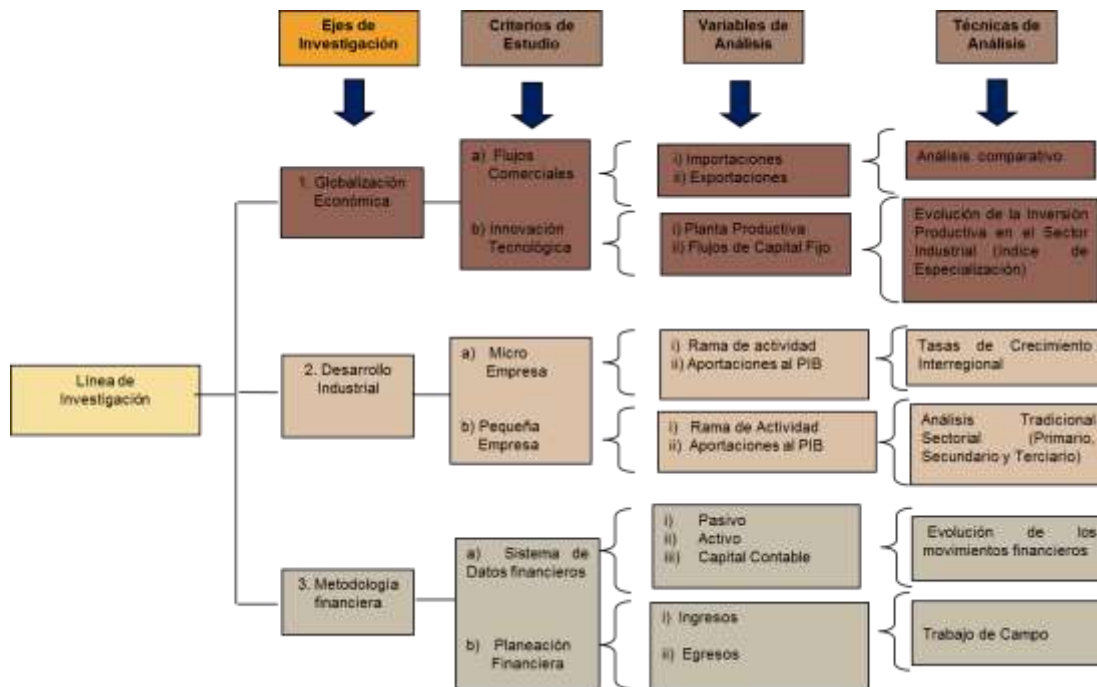 Ejes de
Investigación
Criterios de
Estudio
Variables de
Análisis
Técnicas de
Análisis
Línea de
Investigación
1. Globalización
Económica
a) Flujos
Comerciales
b) Innovación
Tecnológica
i) Importaciones
ii) Exportaciones
i) Planta Productiva
ii) Flujos de Capital Fijo
Análisis comparativo
Evolución de la Inversión
Productiva en el Sector
Industrial (índice de
Especialización)
2. Desarrollo
Industrial
a) Micro
Empresa
b) Pequeña
Empresa
i) Rama de actividad
ii) Aportaciones al PIB
i) Rama de Actividad
ii) Aportaciones al PIB
Tasas de Crecimiento
Interregional
Análisis Tradicional
Sectorial (Primario,
Secundario y Terciario)
3. Metodología
financiera
a) Sistema de
Datos financieros
b) Planeación
Financiera
i) Pasivo
ii) Activo
iii) Capital Contable
i) Ingresos
ii) Egresos
Evolución de los
movimientos financieros
Trabajo de Campo